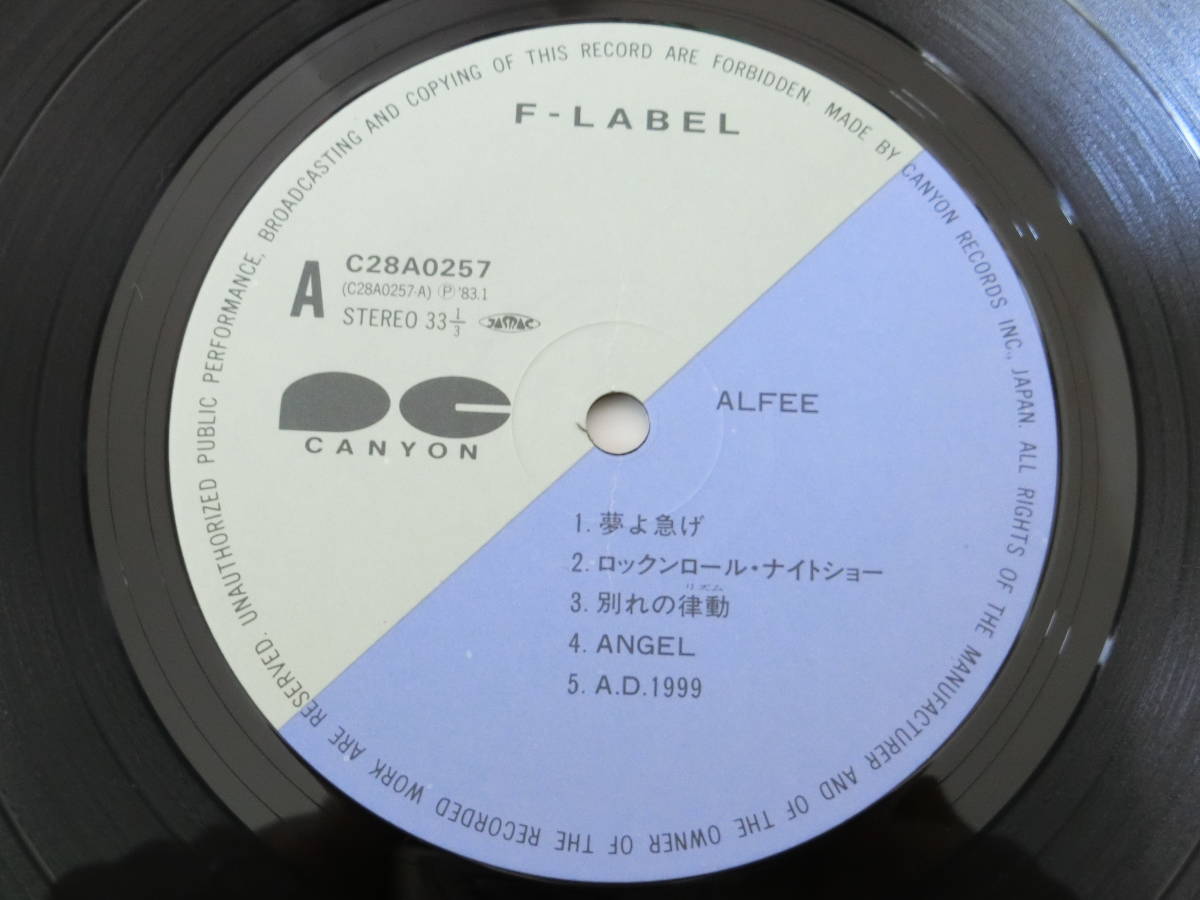 UNAUTHORIZED PUBLIC PERFORMANCE, BROADCASTING AND COPYING OF THIS RECORD ARE FORBIDDEN. MADE BY CANYON RECORDS INC., JAPAN. ALL RIGHTS OF THE MANUFACTURER AND OF THE OWNER OF THE RECORDED WORK ARE RESERVED.
F-LABEL
A
C28A0257
(C28A0257-A) Ⓟ '83.1
STEREO 33 1/3 JASRAC
CANYON
ALFEE
1. 夢よ急げ
2. ロックンロール・ナイトショー
リズム
3. 別れの律動
4. ANGEL
5. A.D.1999